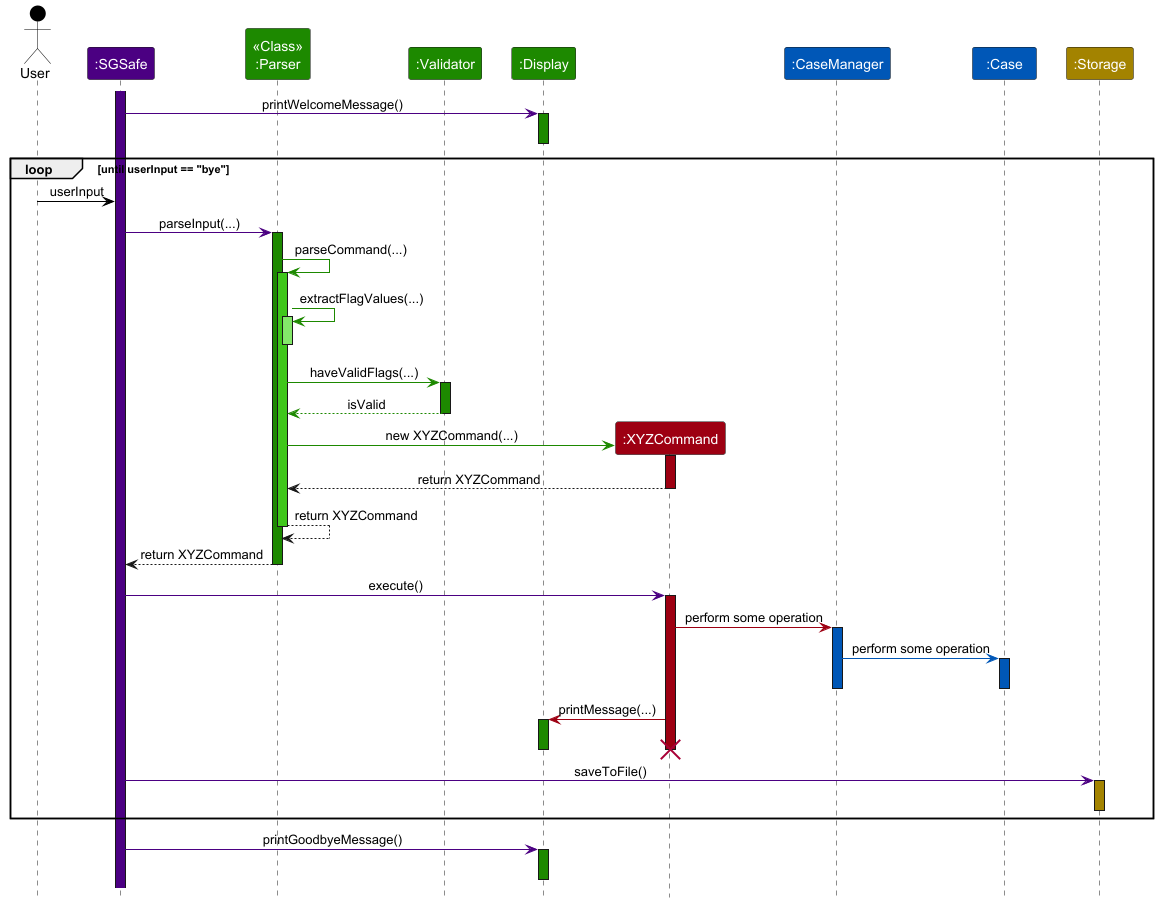 User
:SGSafe
«Class»
:Parser
:Validator
:Display
:CaseManager
:Case
:Storage
printWelcomeMessage()
loop
[until userInput == "bye"]
userInput
parseInput(...)
parseCommand(...)
extractFlagValues(...)
haveValidFlags(...)
isValid
new XYZCommand(...)
:XYZCommand
return XYZCommand
return XYZCommand
return XYZCommand
execute()
perform some operation
perform some operation
printMessage(...)
saveToFile()
printGoodbyeMessage()